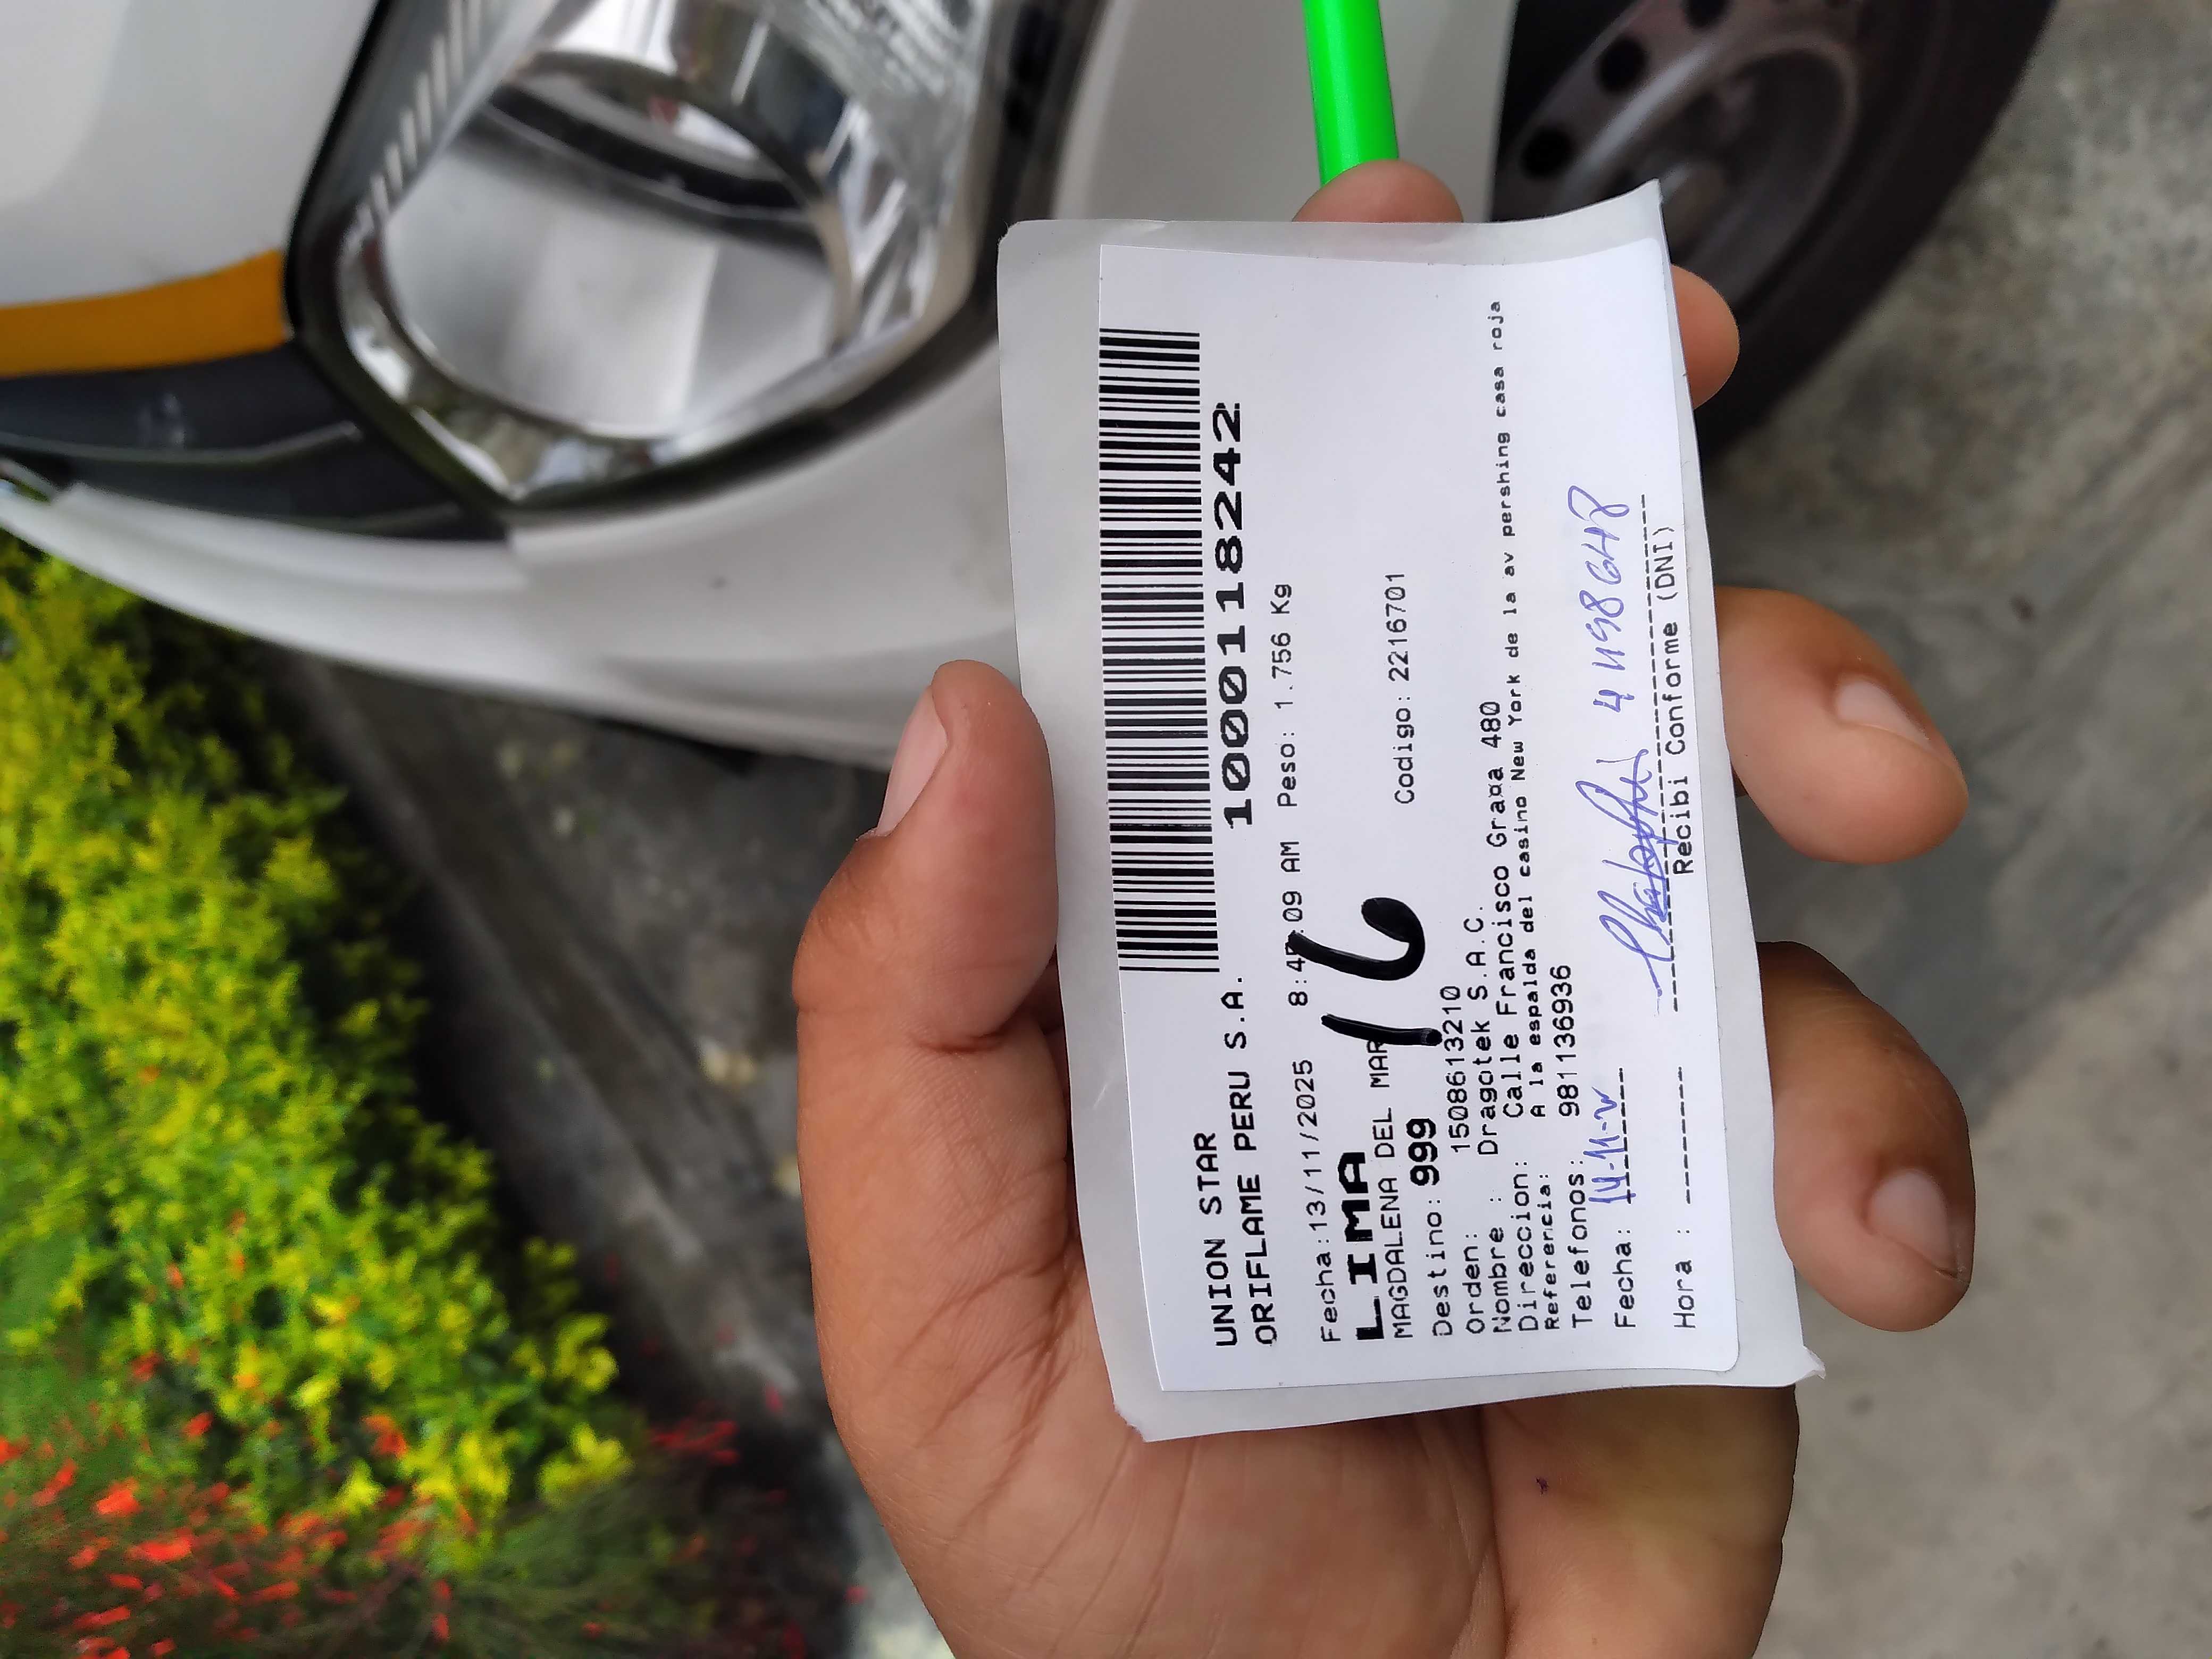 UNION STAR
ORIFLAME PERU S.A. 1000118242
Fecha:13/11/2025 8:4 :09 AM Peso: 1.756 Kg
LIMA 16
MAGDALENA DEL MAR Codigo: 2216701
Destino: 999
Orden: 1508613210
Nombre : Dragotek S.A.C.
Direccion: Calle Francisco Graaa 480
Referencia: A la espalda del casino New York de la av pershing casa roja
Telefonos: 981136936
Fecha: 14-11-
Hora :
Recibi Conforme (DNI)